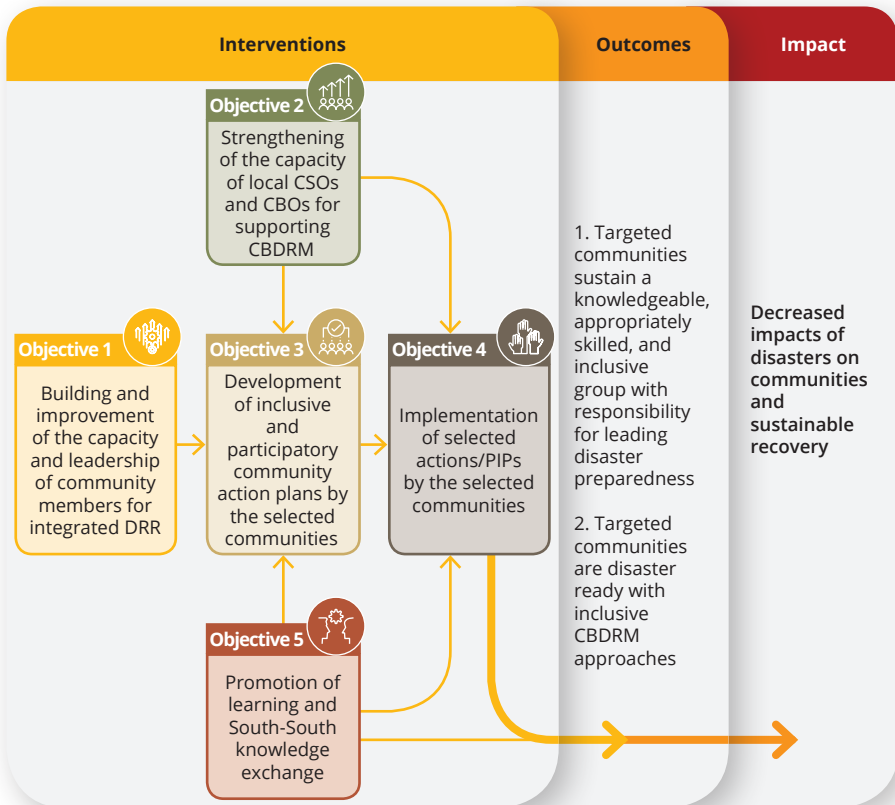 Interventions
Outcomes
Impact
Objective 2
Strengthening
of the capacity
of local CSOs
and CBOs for
supporting
CBDRM
Objective 1
Building and
improvement
of the capacity
and leadership
of community
members for
integrated DRR
Objective 3
Development
of inclusive
and
participatory
community
action plans by
the selected
communities
Objective 4
Implementation
of selected
actions/PIPs
by the selected
communities
Objective 5
Promotion of
learning and
South-South
knowledge
exchange
1. Targeted
communities
sustain a
knowledgeable,
appropriately
skilled, and
inclusive
group with
responsibility
for leading
disaster
preparedness
2. Targeted
communities
are disaster
ready with
inclusive
CBDRM
approaches
Decreased
impacts of
disasters on
communities
and
sustainable
recovery